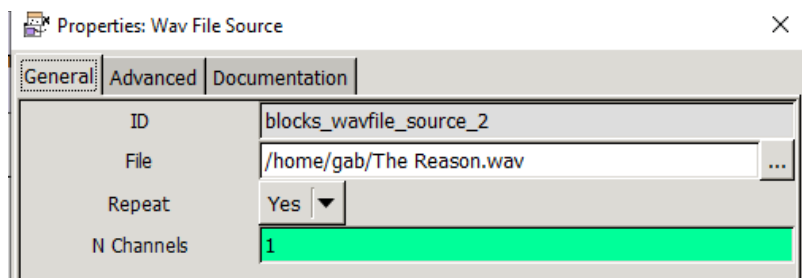 Properties: Wav File Source
General Advanced Documentation
ID blocks_wavfile_source_2
File /home/gab/The Reason.wav ...
Repeat Yes
N Channels 1